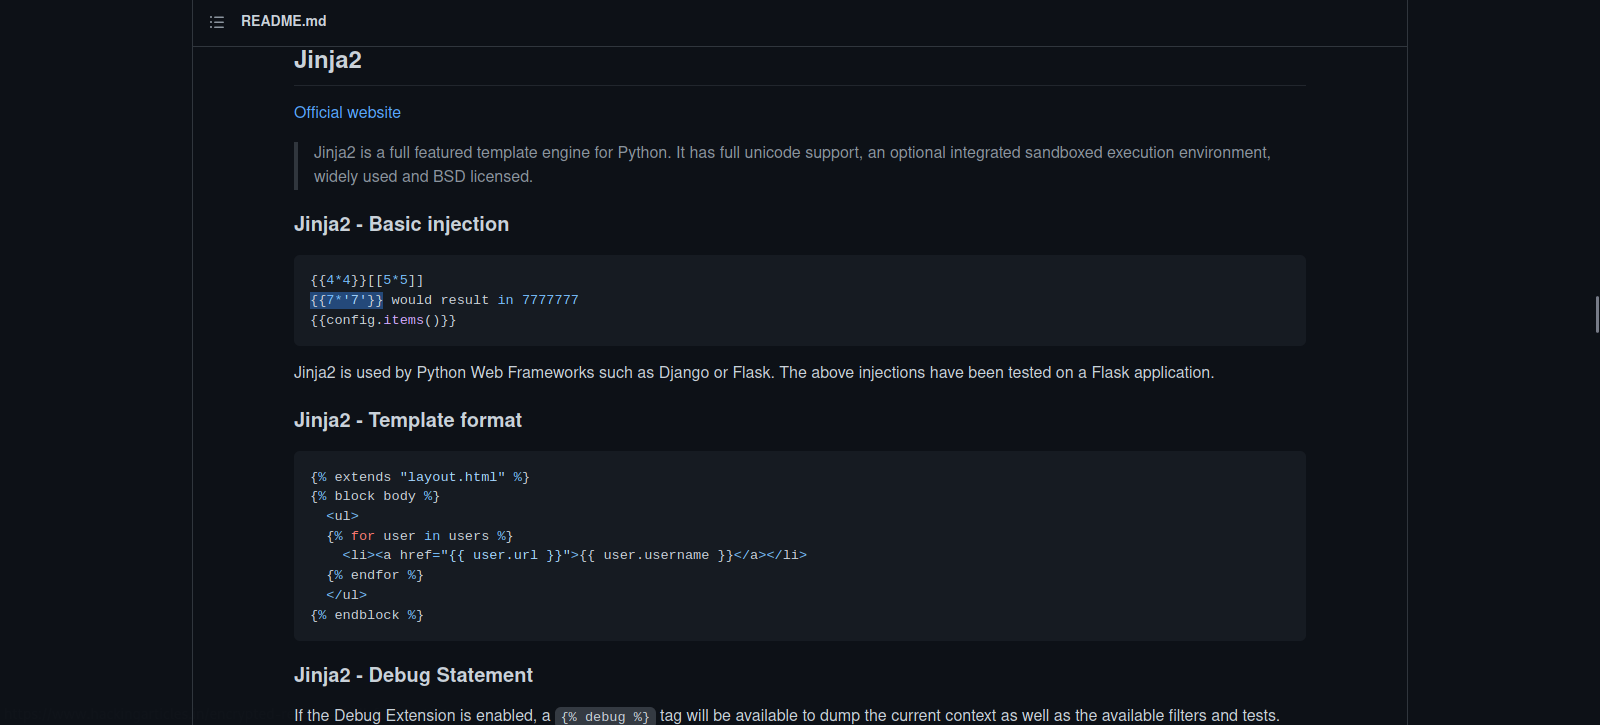 README.md
Jinja2
Official website
Jinja2 is a full featured template engine for Python. It has full unicode support, an optional integrated sandboxed execution environment,
widely used and BSD licensed.
Jinja2 - Basic injection
{{4*4}}[[5*5]]
{{7*'7'}} would result in 7777777
{{config.items()}}
Jinja2 is used by Python Web Frameworks such as Django or Flask. The above injections have been tested on a Flask application.
Jinja2 - Template format
{% extends "layout.html" %}
{% block body %}
  <ul>
  {% for user in users %}
    <li><a href="{{ user.url }}">{{ user.username }}</a></li>
  {% endfor %}
  </ul>
{% endblock %}
Jinja2 - Debug Statement
If the Debug Extension is enabled, a {% debug %} tag will be available to dump the current context as well as the available filters and tests.